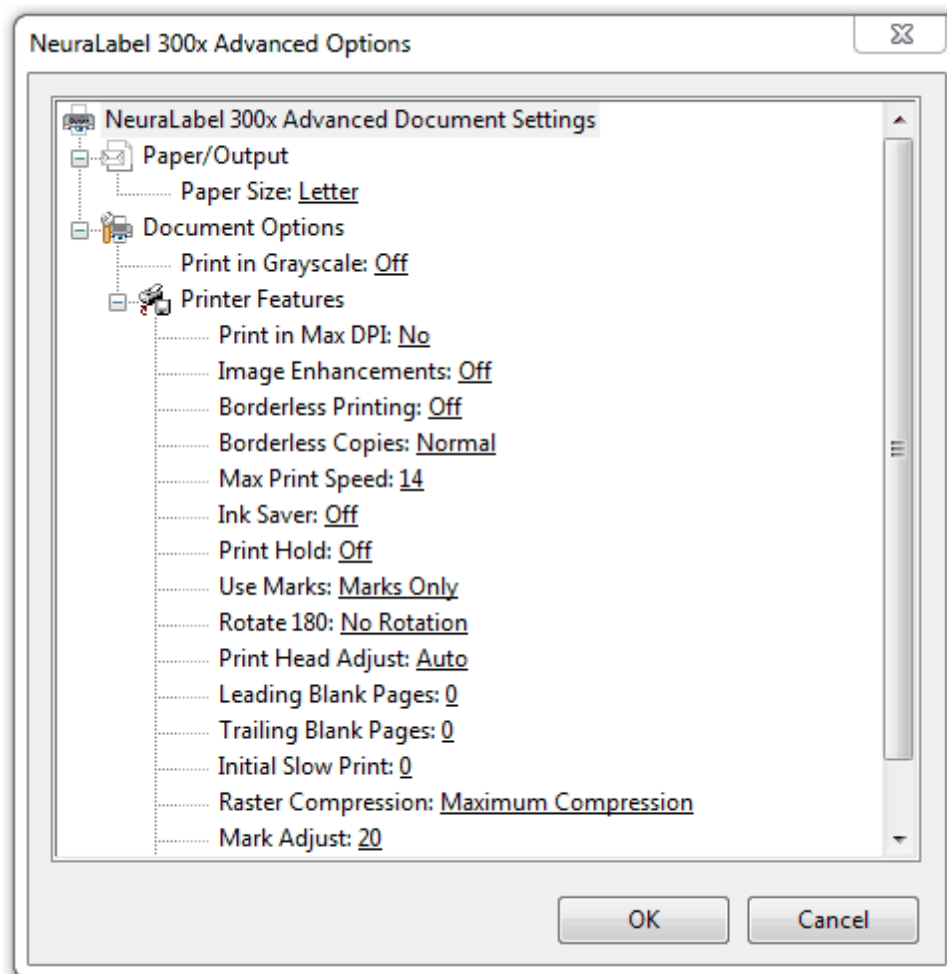 NeuraLabel 300x Advanced Options
NeuraLabel 300x Advanced Document Settings
Paper/Output
Paper Size: Letter
Document Options
Print in Grayscale: Off
Printer Features
Print in Max DPI: No
Image Enhancements: Off
Borderless Printing: Off
Borderless Copies: Normal
Max Print Speed: 14
Ink Saver: Off
Print Hold: Off
Use Marks: Marks Only
Rotate 180: No Rotation
Print Head Adjust: Auto
Leading Blank Pages: 0
Trailing Blank Pages: 0
Initial Slow Print: 0
Raster Compression: Maximum Compression
Mark Adjust: 20
OK Cancel